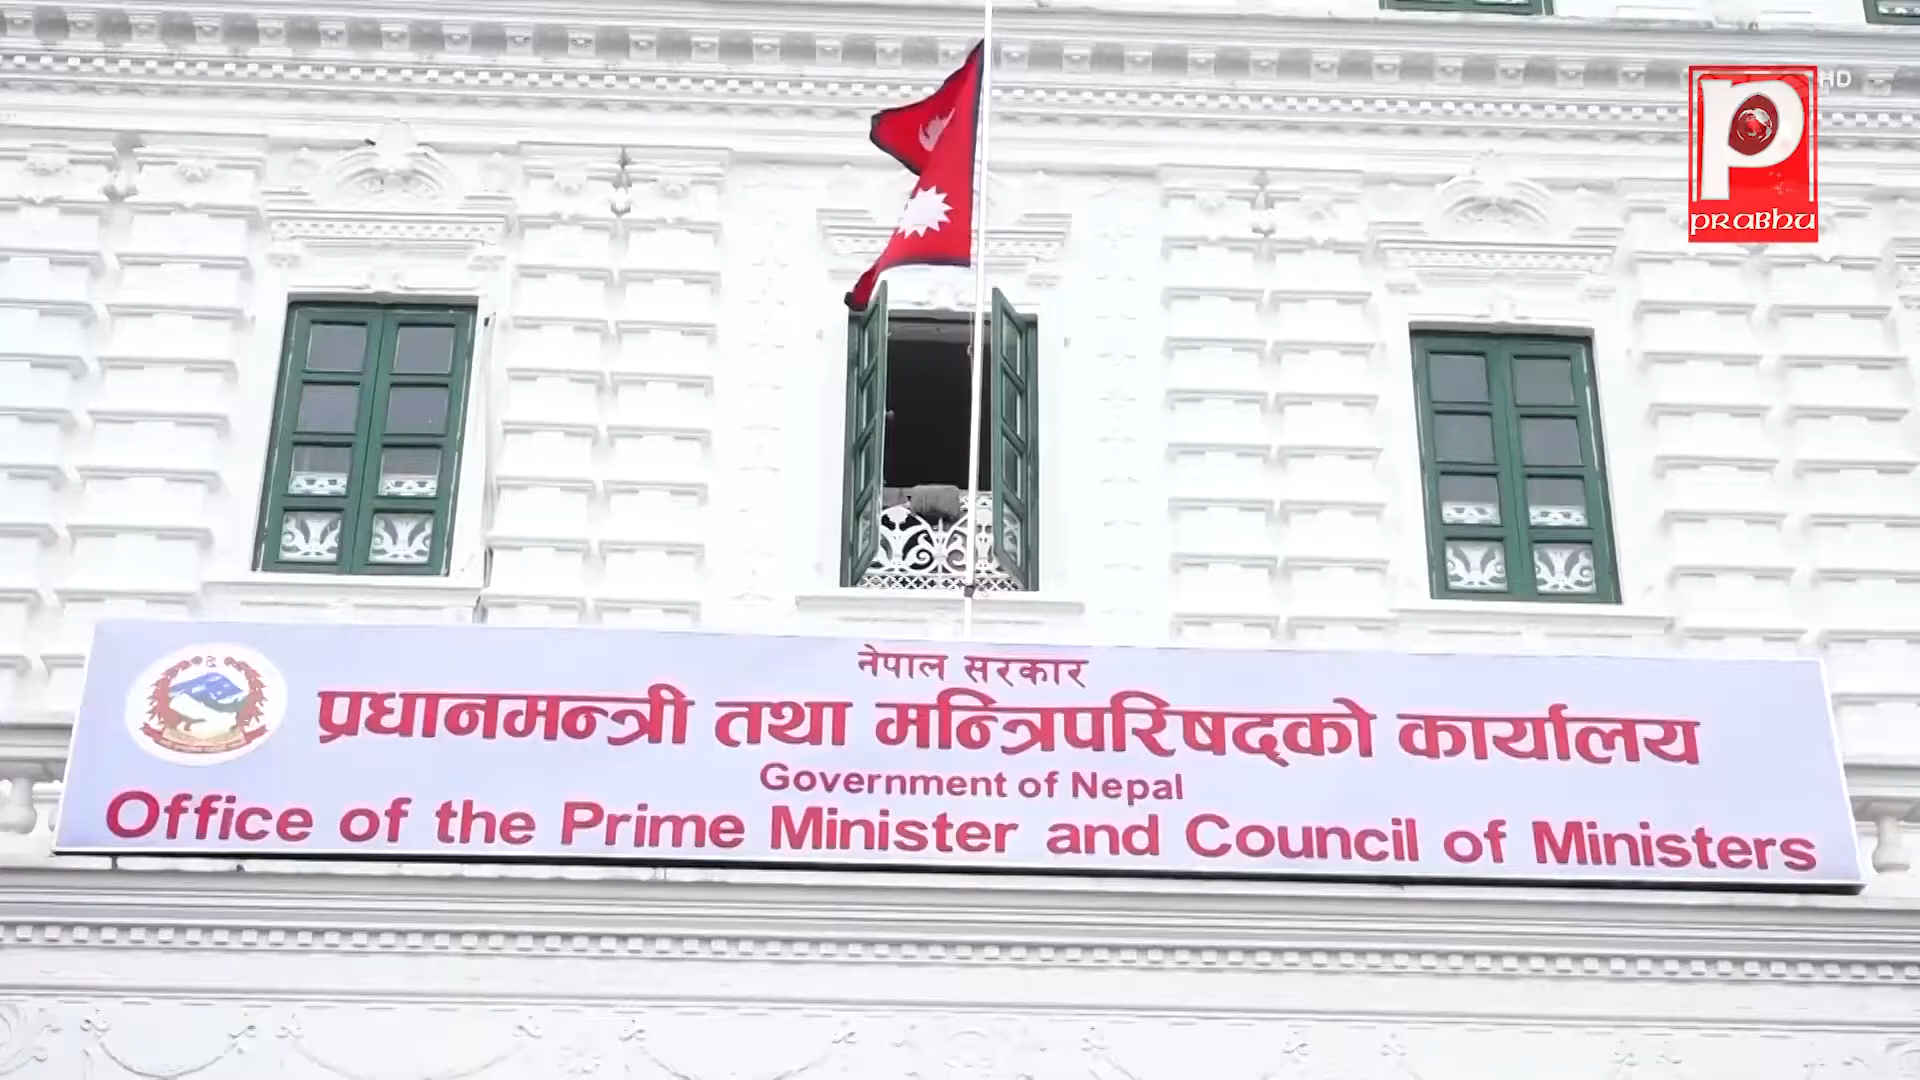 HD
PRABHU
नेपाल सरकार
प्रधानमन्त्री तथा मन्त्रिपरिषद्को कार्यालय
Government of Nepal
Office of the Prime Minister and Council of Ministers